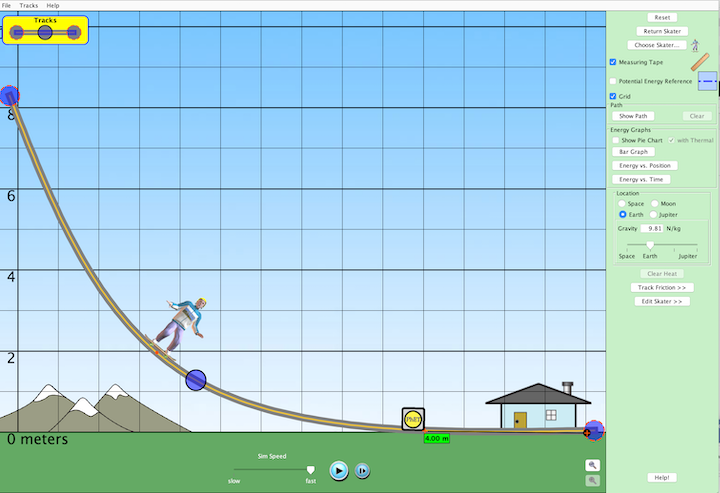 File Tracks Help
Tracks
8
6
4
2
0 meters
PhET
4.00 m
Sim Speed
slow fast
Reset
Return Skater
Choose Skater...
Measuring Tape
Potential Energy Reference
Grid
Path
Show Path Clear
Energy Graphs
Show Pie Chart with Thermal
Bar Graph
Energy vs. Position
Energy vs. Time
Location
Space Moon
Earth Jupiter
Gravity 9.81 N/kg
Space Earth Jupiter
Clear Heat
Track Friction >>
Edit Skater >>
Help!